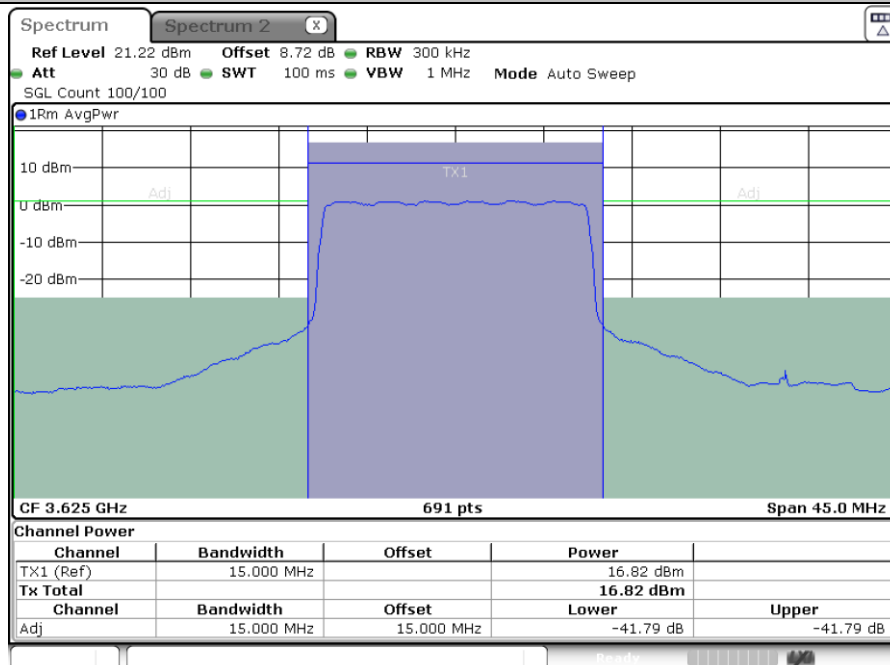 Spectrum Spectrum 2 X
Ref Level 21.22 dBm Offset 8.72 dB RBW 300 kHz
Att 30 dB SWT 100 ms VBW 1 MHz Mode Auto Sweep
SGL Count 100/100
1Rm AvgPwr
10 dBm
TX1
Adj Adj
0 dBm
-10 dBm
-20 dBm
CF 3.625 GHz 691 pts Span 45.0 MHz
Channel Power
Channel Bandwidth Offset Power
TX1 (Ref) 15.000 MHz 16.82 dBm
Tx Total 16.82 dBm
Channel Bandwidth Offset Lower Upper
Adj 15.000 MHz 15.000 MHz -41.79 dB -41.79 dB
Ready